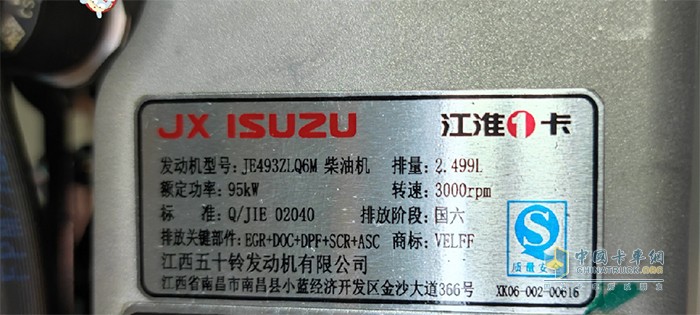 JX ISUZU 江淮1卡
发动机型号: JE493ZLQ6M 柴油机 排量: 2.499L
额定功率: 95kW 转速: 3000rpm
标 准: Q/JIE 02040 排放阶段: 国六
排放关键部件: EGR+DOC+DPF+SCR+ASC 商标: VELFF
江西五十铃发动机有限公司
江西省南昌市南昌县小蓝经济开发区金沙大道366号
质量安
XK06-002-00616
中国卡车网
CHINATRUCK.ORG